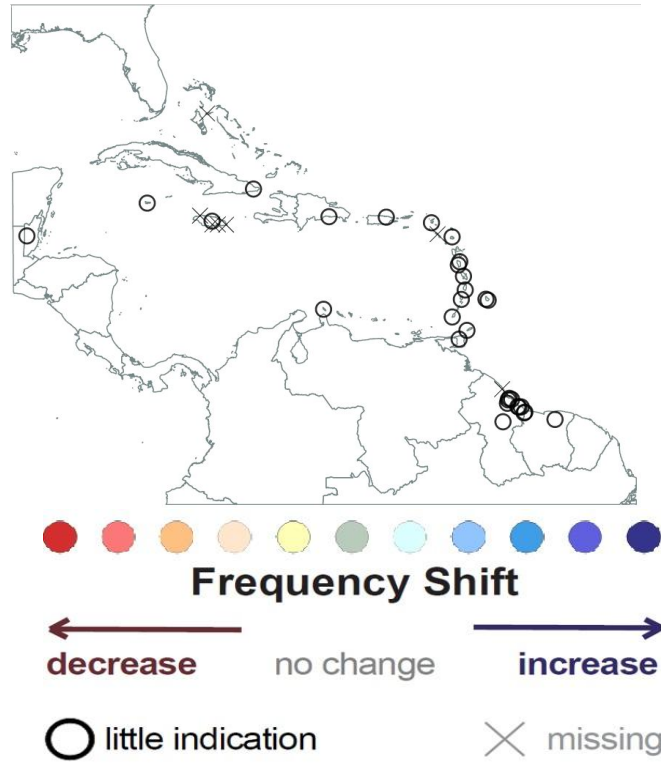 Frequency Shift
decrease no change increase
little indication missing